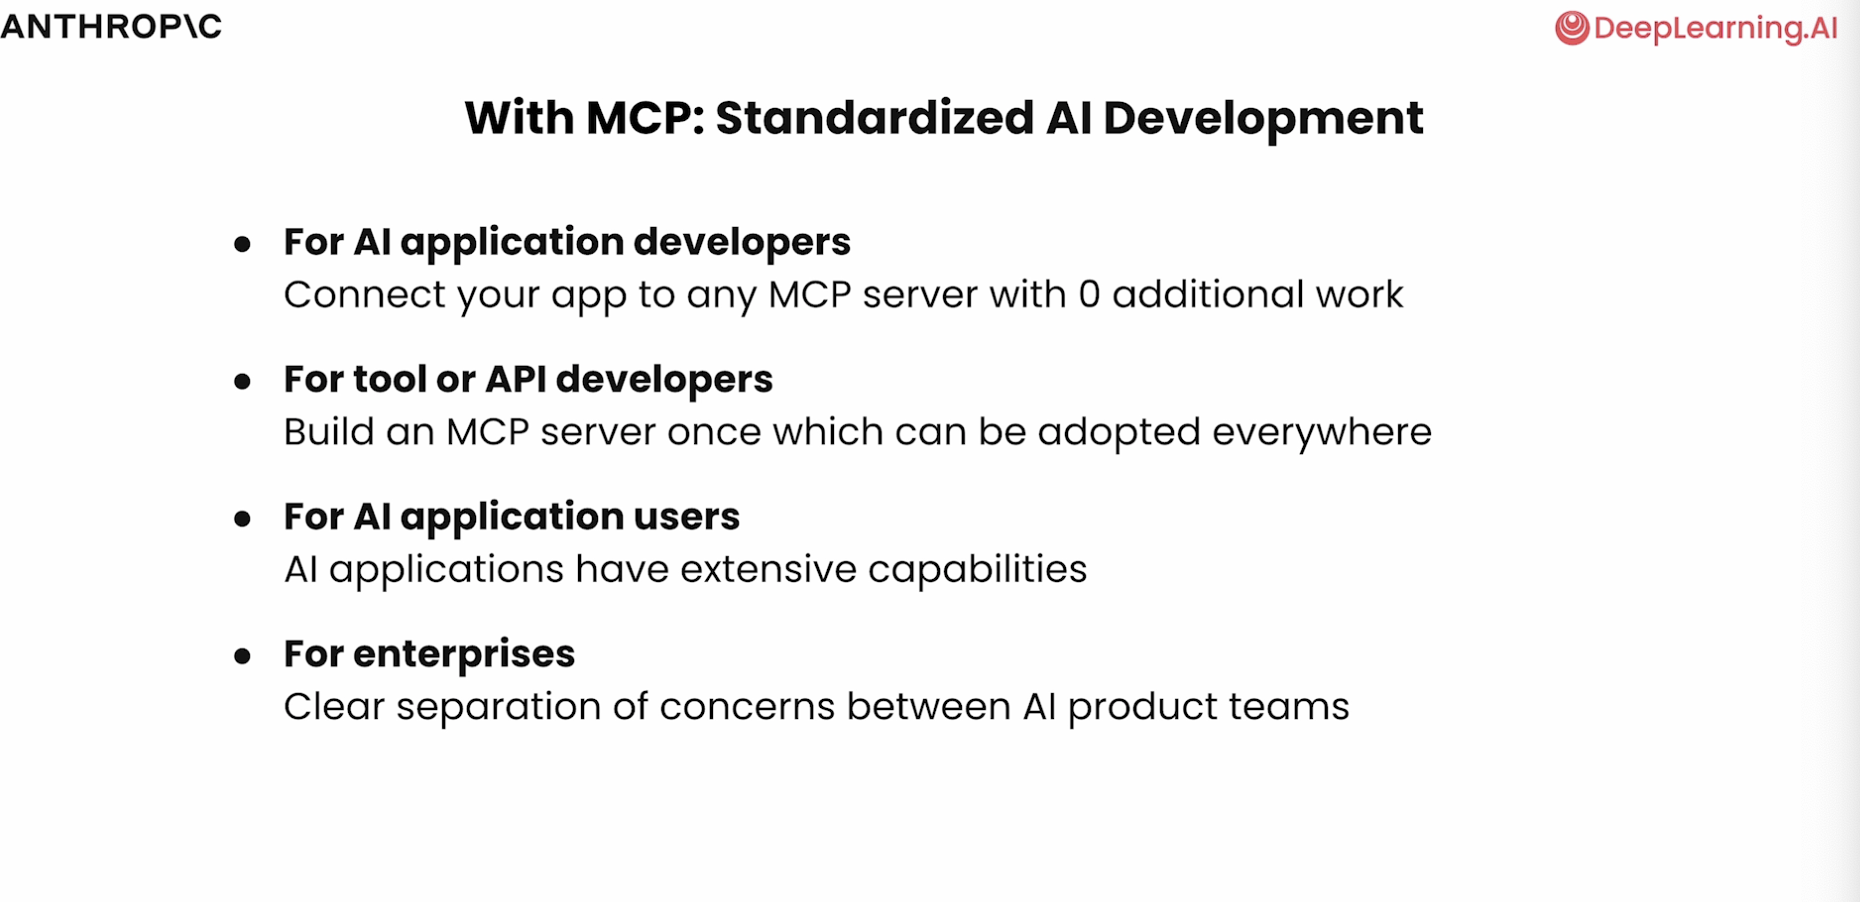 ANTHROP\C
DeepLearning.AI
With MCP: Standardized AI Development
● For AI application developers
Connect your app to any MCP server with 0 additional work
● For tool or API developers
Build an MCP server once which can be adopted everywhere
● For AI application users
AI applications have extensive capabilities
● For enterprises
Clear separation of concerns between AI product teams